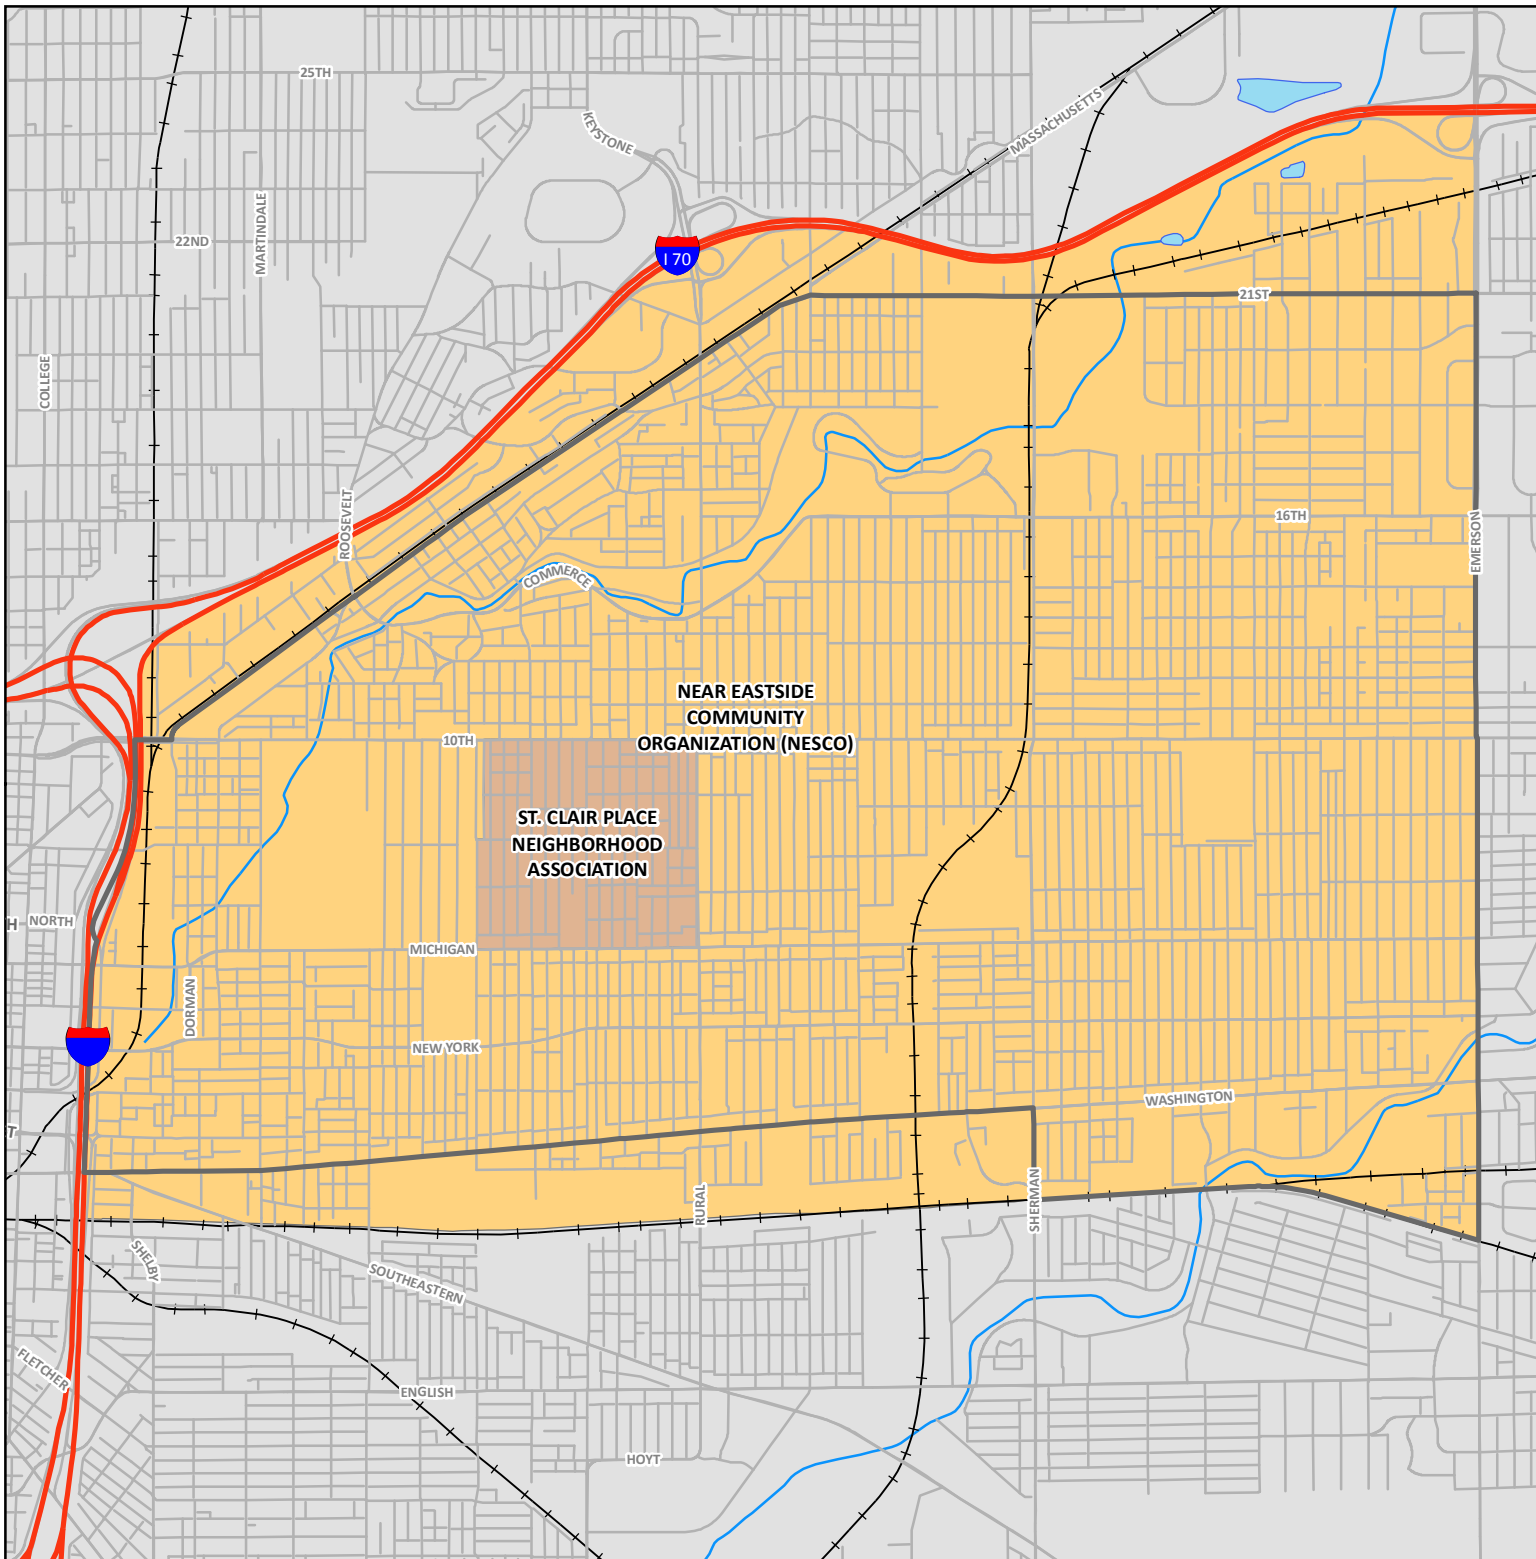 25TH
KEYSTONE
MASSACHUSETTS
MARTINDALE
22ND
I 70
21ST
COLLEGE
ROOSEVELT
16TH
EMERSON
COMMERCE
NEAR EASTSIDE
COMMUNITY
ORGANIZATION (NESCO)
10TH
ST. CLAIR PLACE
NEIGHBORHOOD
ASSOCIATION
H
NORTH
MICHIGAN
DORMAN
NEW YORK
WASHINGTON
T
RURAL
SHERMAN
SHELBY
SOUTHEASTERN
FLETCHER
ENGLISH
HOYT